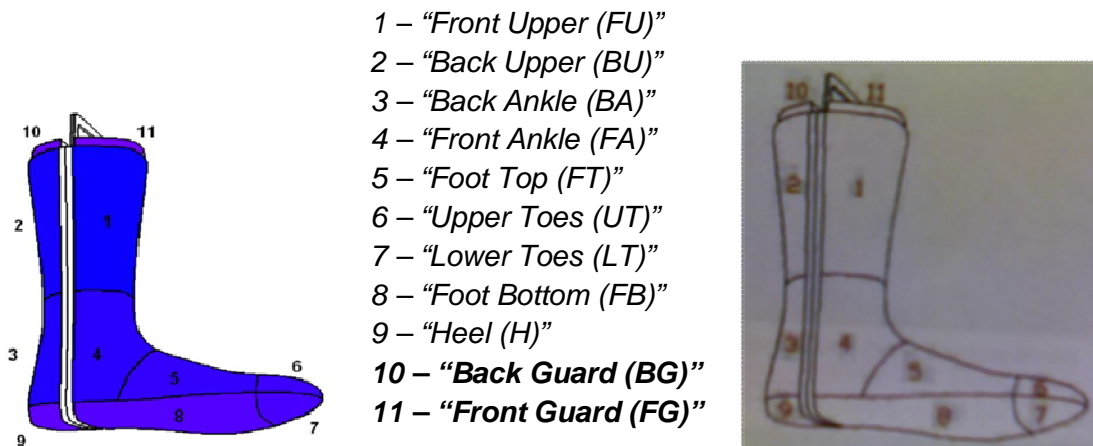 1 – “Front Upper (FU)”
2 – “Back Upper (BU)”
3 – “Back Ankle (BA)”
4 – “Front Ankle (FA)”
5 – “Foot Top (FT)”
6 – “Upper Toes (UT)”
7 – “Lower Toes (LT)”
8 – “Foot Bottom (FB)”
9 – “Heel (H)”
10 – “Back Guard (BG)”
11 – “Front Guard (FG)”
10 11
2 1
3 4
5 6
8 7
9
10 11
2 1
3 4
5 6
9 8 7